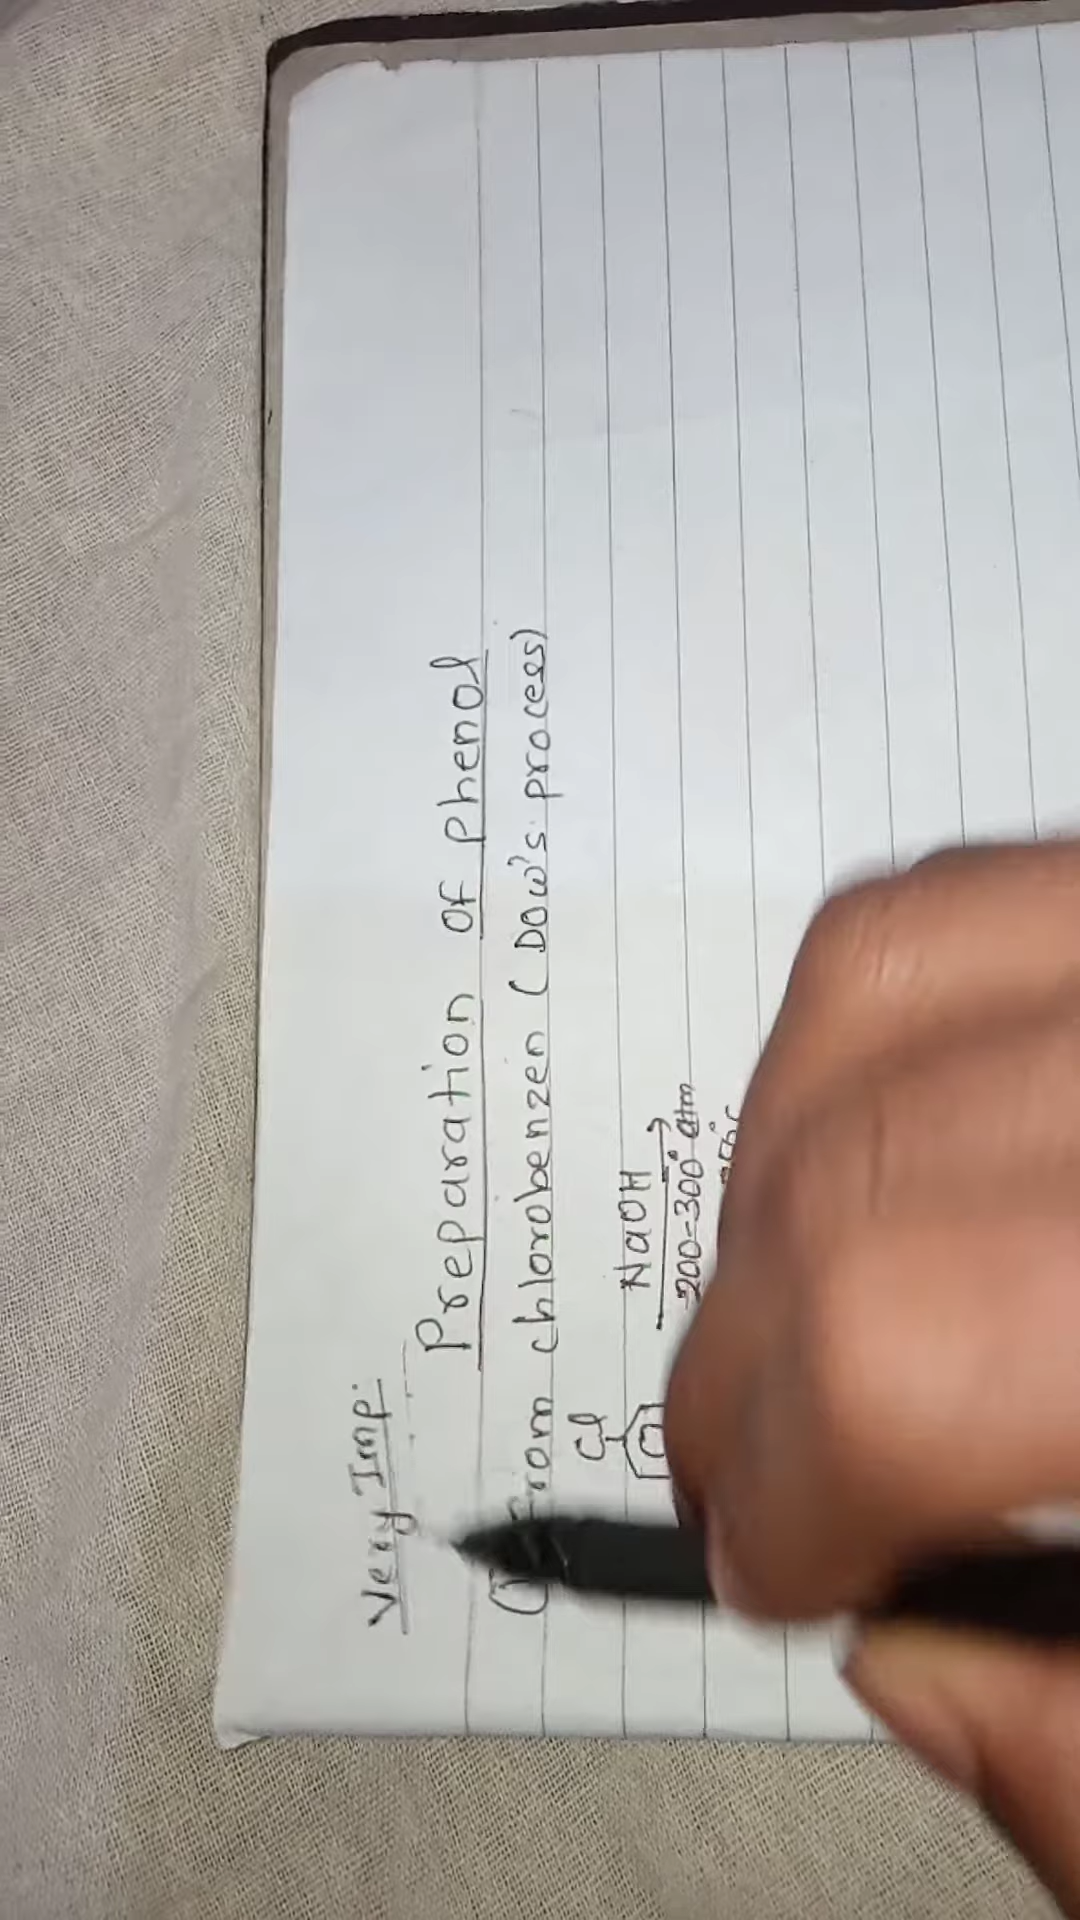 Very Imp.
Preparation of phenol
From chlorobenzen (DOW's process)
Cl
NaOH
200-300° atm